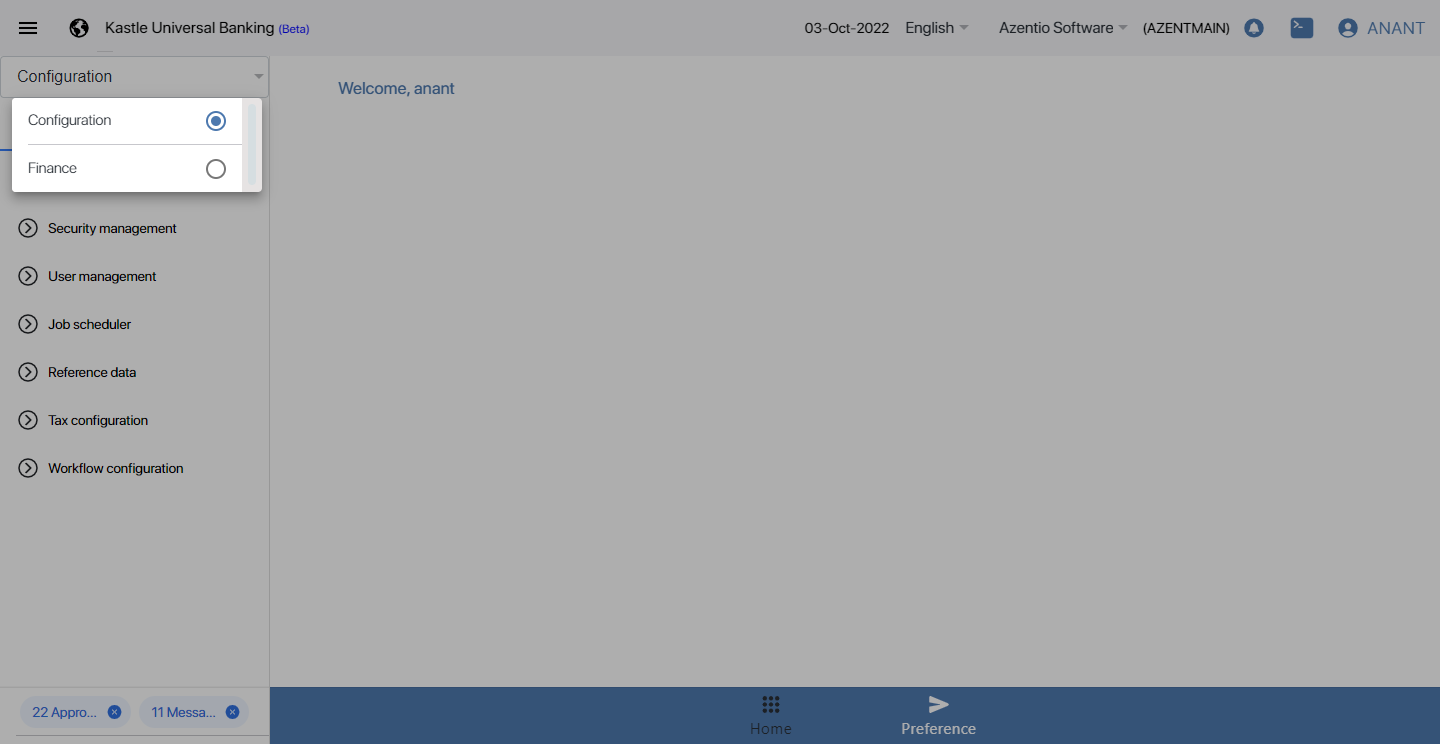 Kastle Universal Banking (Beta)
03-Oct-2022 English Azentio Software (AZENTMAIN) ANANT
Configuration
Welcome, anant
Configuration
Finance
Security management
User management
Job scheduler
Reference data
Tax configuration
Workflow configuration
22 Appro... 11 Messa...
Home
Preference